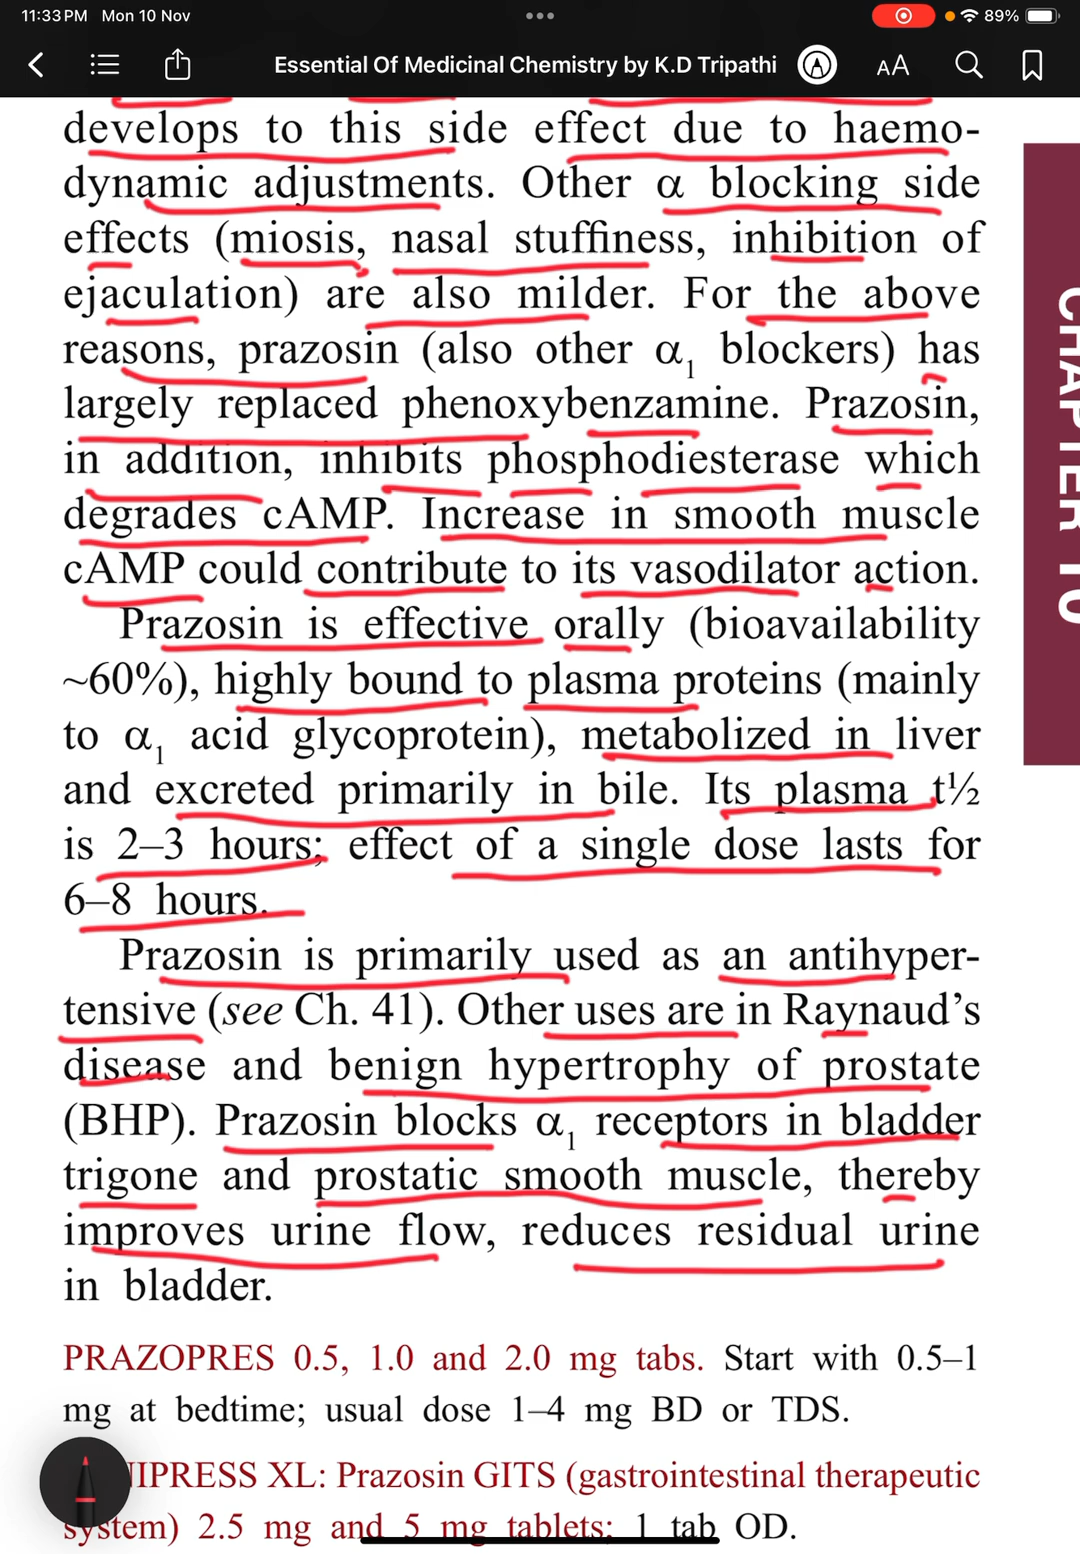 11:33 PM Mon 10 Nov
89%
Essential Of Medicinal Chemistry by K.D Tripathi
AA
develops to this side effect due to haemo-
dynamic adjustments. Other α blocking side
effects (miosis, nasal stuffiness, inhibition of
ejaculation) are also milder. For the above
reasons, prazosin (also other α₁ blockers) has
largely replaced phenoxybenzamine. Prazosin,
in addition, inhibits phosphodiesterase which
degrades cAMP. Increase in smooth muscle
cAMP could contribute to its vasodilator action.
Prazosin is effective orally (bioavailability
~60%), highly bound to plasma proteins (mainly
to α₁ acid glycoprotein), metabolized in liver
and excreted primarily in bile. Its plasma t½
is 2–3 hours; effect of a single dose lasts for
6–8 hours.
Prazosin is primarily used as an antihyper-
tensive (see Ch. 41). Other uses are in Raynaud’s
disease and benign hypertrophy of prostate
(BHP). Prazosin blocks α₁ receptors in bladder
trigone and prostatic smooth muscle, thereby
improves urine flow, reduces residual urine
in bladder.
PRAZOPRES 0.5, 1.0 and 2.0 mg tabs. Start with 0.5–1
mg at bedtime; usual dose 1–4 mg BD or TDS.
IPRESS XL: Prazosin GITS (gastrointestinal therapeutic
system) 2.5 mg and 5 mg tablets; 1 tab OD.
CHAPTER 10